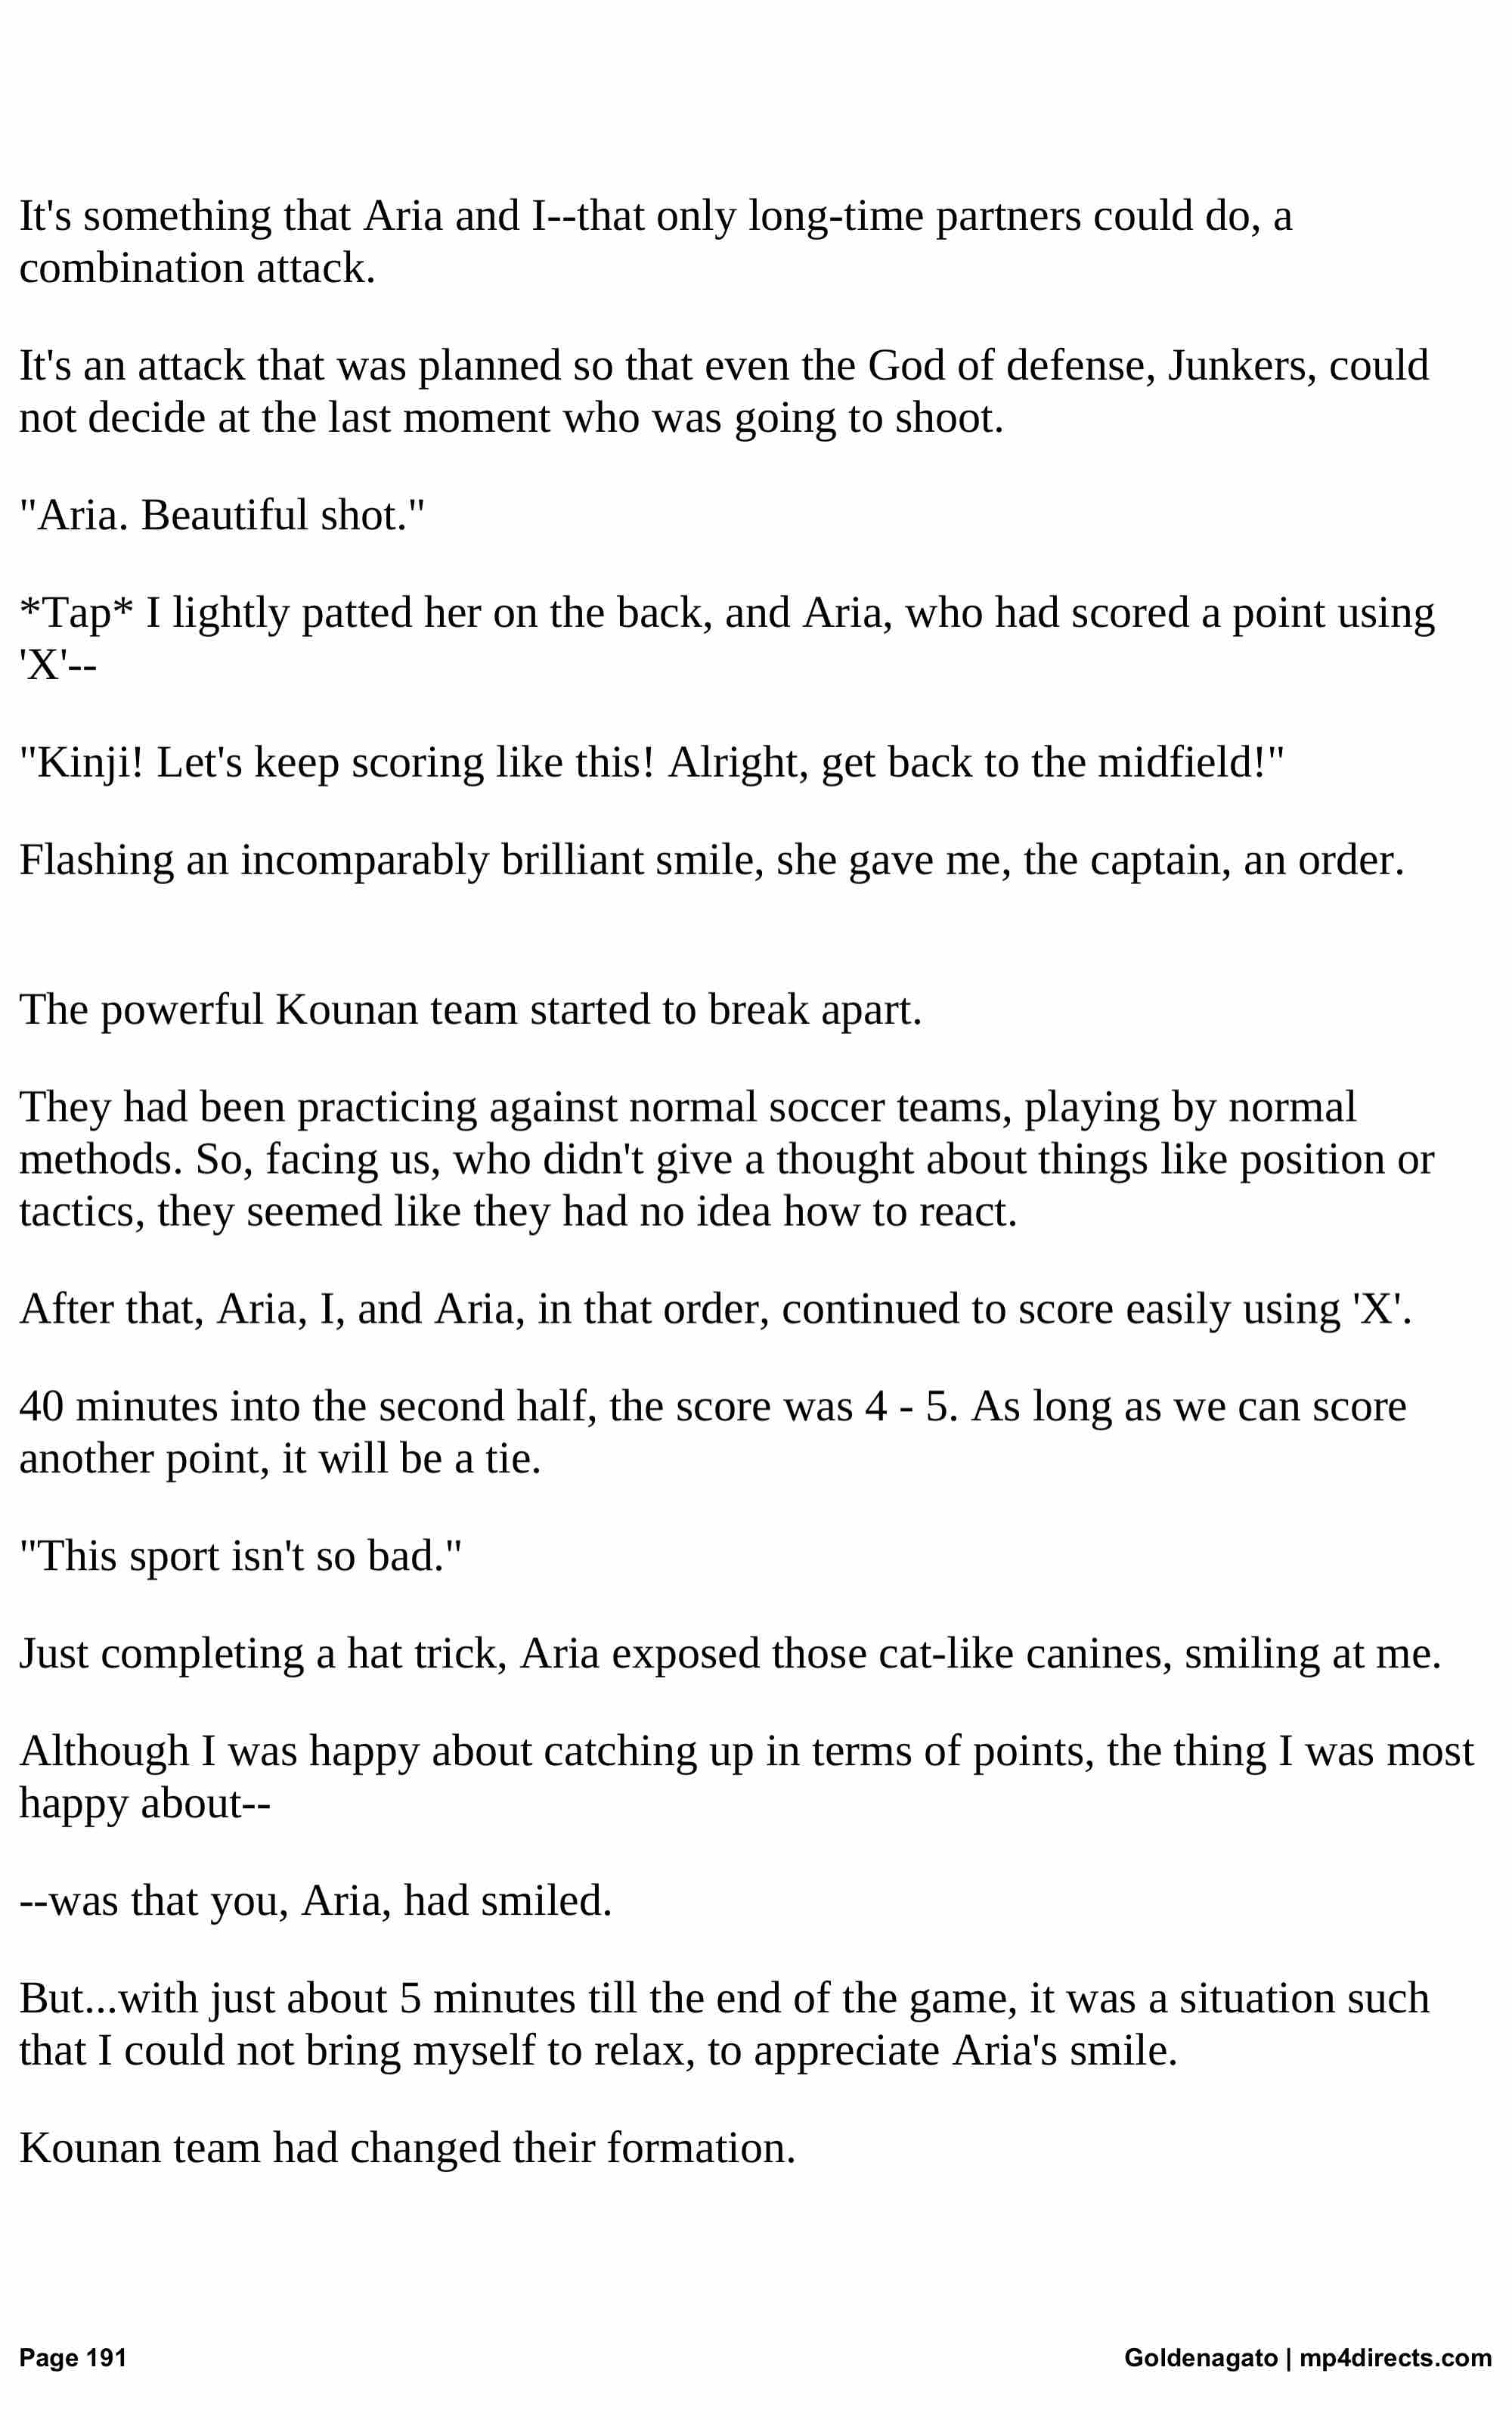 It's something that Aria and I--that only long-time partners could do, a
combination attack.
It's an attack that was planned so that even the God of defense, Junkers, could
not decide at the last moment who was going to shoot.
"Aria. Beautiful shot."
*Tap* I lightly patted her on the back, and Aria, who had scored a point using
'X'--
"Kinji! Let's keep scoring like this! Alright, get back to the midfield!"
Flashing an incomparably brilliant smile, she gave me, the captain, an order.
The powerful Kounan team started to break apart.
They had been practicing against normal soccer teams, playing by normal
methods. So, facing us, who didn't give a thought about things like position or
tactics, they seemed like they had no idea how to react.
After that, Aria, I, and Aria, in that order, continued to score easily using 'X'.
40 minutes into the second half, the score was 4 - 5. As long as we can score
another point, it will be a tie.
"This sport isn't so bad."
Just completing a hat trick, Aria exposed those cat-like canines, smiling at me.
Although I was happy about catching up in terms of points, the thing I was most
happy about--
--was that you, Aria, had smiled.
But...with just about 5 minutes till the end of the game, it was a situation such
that I could not bring myself to relax, to appreciate Aria's smile.
Kounan team had changed their formation.
Page 191
Goldenagato | mp4directs.com